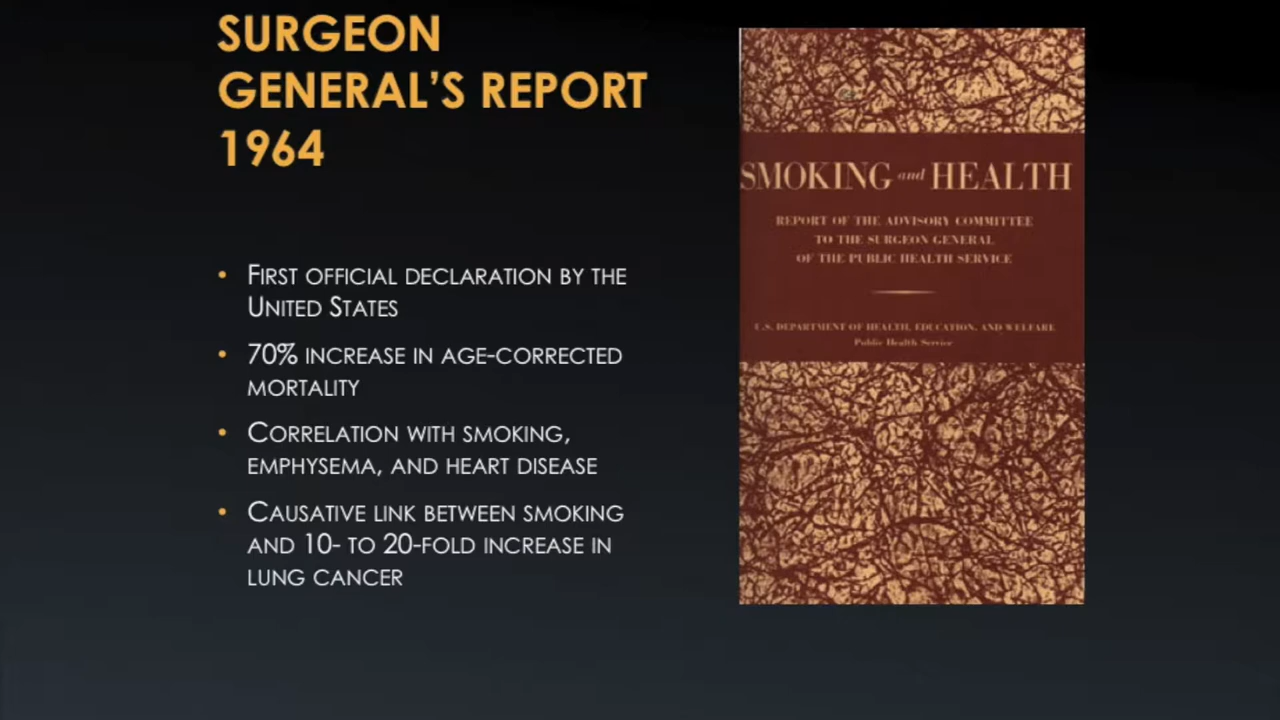 SURGEON
GENERAL'S REPORT
1964
• First official declaration by the
United States
• 70% increase in age-corrected
mortality
• Correlation with smoking,
emphysema, and heart disease
• Causative link between smoking
and 10- to 20-fold increase in
lung cancer
SMOKING and HEALTH
REPORT OF THE ADVISORY COMMITTEE
TO THE SURGEON GENERAL
OF THE PUBLIC HEALTH SERVICE
U.S. DEPARTMENT OF HEALTH, EDUCATION, AND WELFARE
Public Health Service